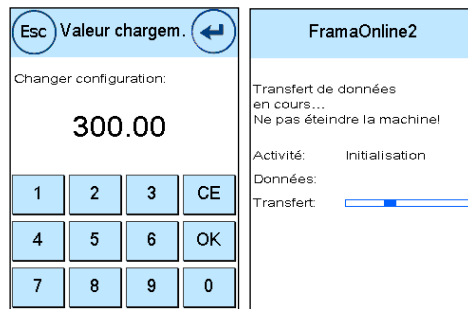 Esc Valeur chargem.
Changer configuration:
300.00
1 2 3 CE
4 5 6 OK
7 8 9 0
FramaOnline2
Transfert de données
en cours...
Ne pas éteindre la machine!
Activité: Initialisation
Données:
Transfert: